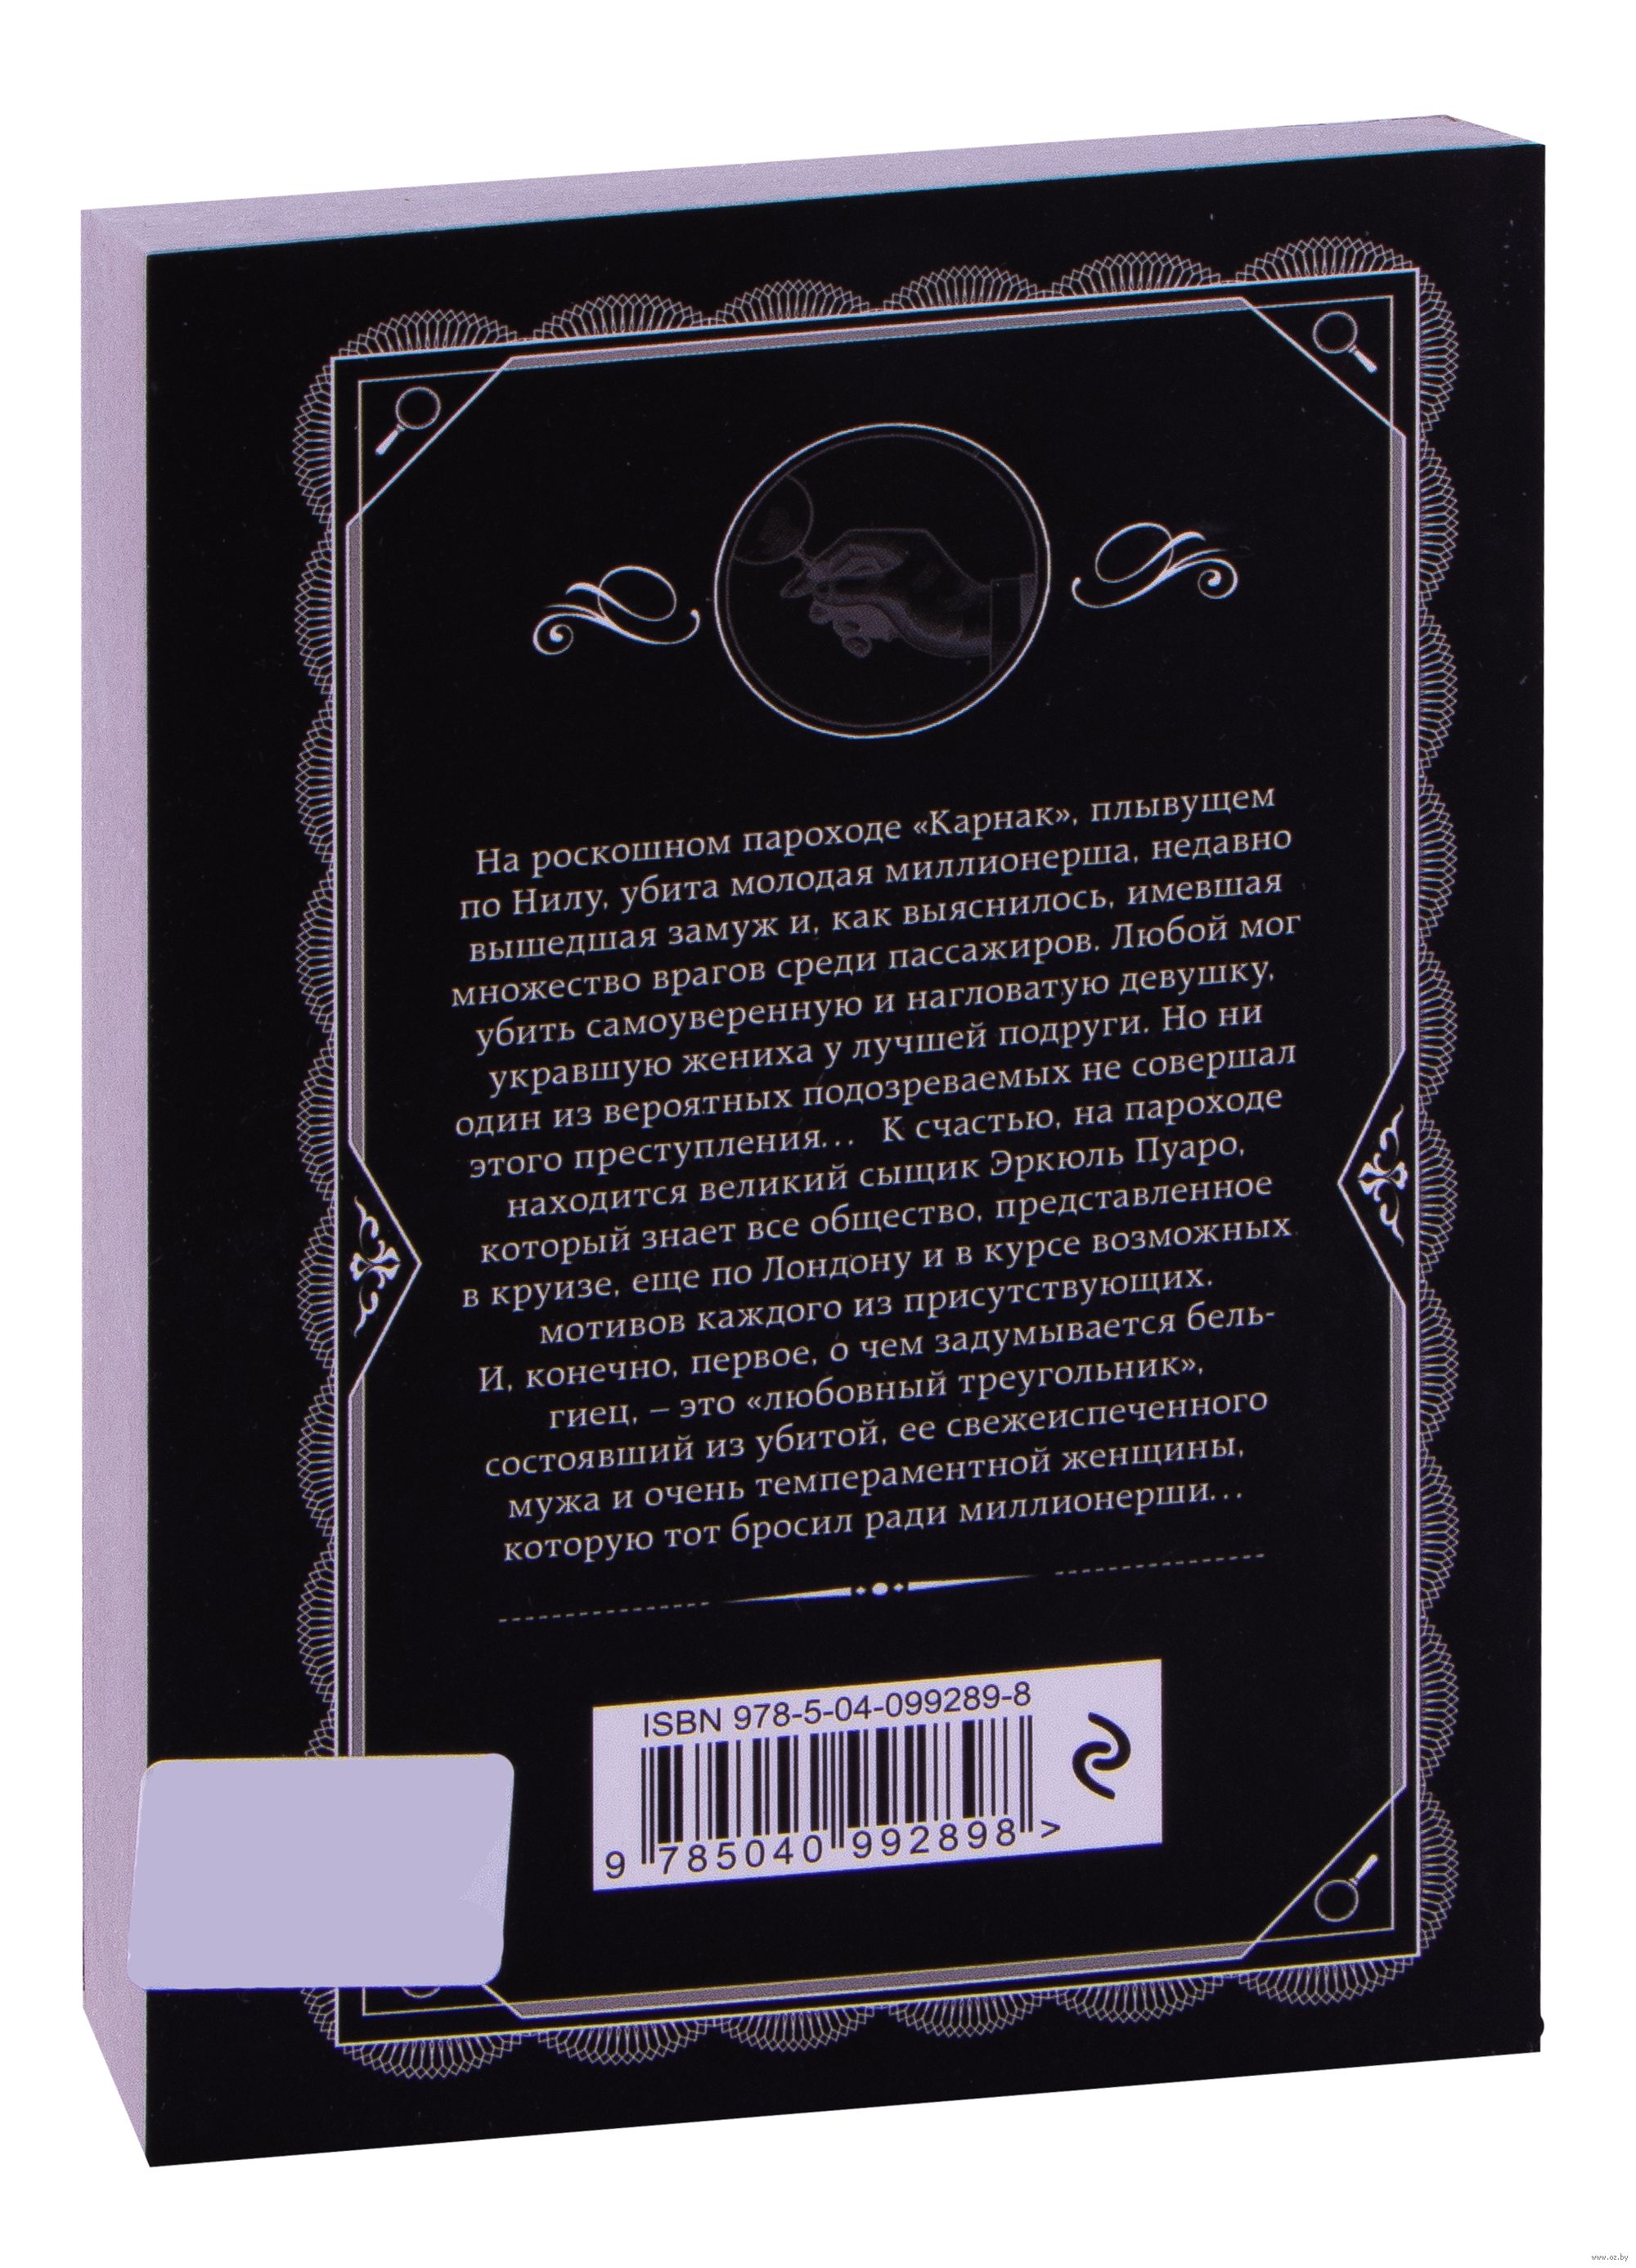 На роскошном пароходе «Карнак», плывущем
по Нилу, убита молодая миллионерша, недавно
вышедшая замуж и, как выяснилось, имевшая
множество врагов среди пассажиров. Любой мог
убить самоуверенную и нагловатую девушку,
укравшую жениха у лучшей подруги. Но ни
один из вероятных подозреваемых не совершал
этого преступления... К счастью, на пароходе
находится великий сыщик Эркюль Пуаро,
который знает все общество, представленное
в круизе, еще по Лондону и в курсе возможных
мотивов каждого из присутствующих.
И, конечно, первое, о чем задумывается бель-
гиец, – это «любовный треугольник»,
состоявший из убитой, ее свежеиспеченного
мужа и очень темпераментной женщины,
которую тот бросил ради миллионерши...
ISBN 978-5-04-099289-8
9 785040 992898 >
www.oz.by